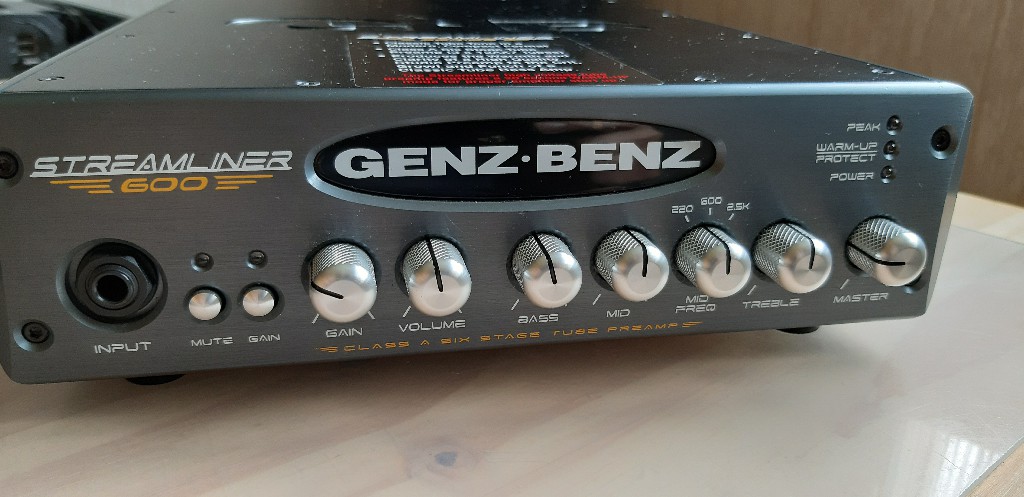 STREAMLINER
600
GENZ·BENZ
PEAK
WARM-UP
PROTECT
POWER
220 600 2.5K
INPUT
MUTE
GAIN
GAIN
VOLUME
BASS
MID
MID
FREQ
TREBLE
MASTER
CLASS A SIX STAGE TUBE PREAMP